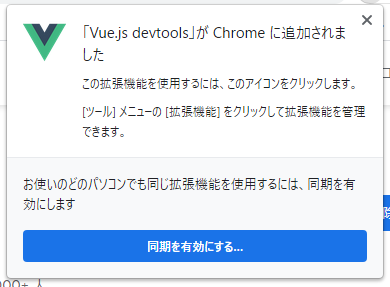 「Vue.js devtools」が Chrome に追加されま
した
この拡張機能を使用するには、このアイコンをクリックします。
[ツール] メニューの [拡張機能] をクリックして拡張機能を管理
できます。
お使いのどのパソコンでも同じ拡張機能を使用するには、同期を有
効にします
同期を有効にする...